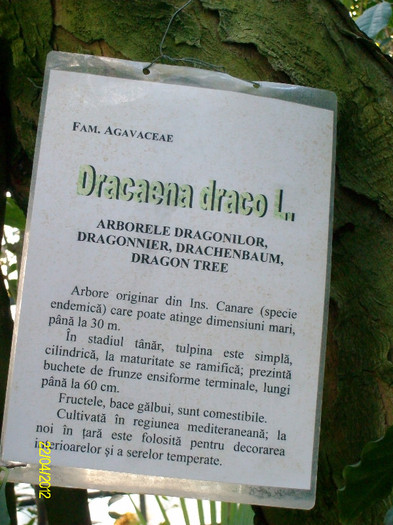 FAM. AGAVACEAE
Dracaena draco L..
ARBORELE DRAGONILOR,
DRAGONNIER, DRACHENBAUM,
DRAGON TREE
Arbore originar din Ins. Canare (specie
endemică) care poate atinge dimensiuni mari,
până la 30 m.
În stadiul tânăr, tulpina este simplă,
cilindrică, la maturitate se ramifică; prezintă
buchete de frunze ensiforme terminale, lungi
până la 60 cm.
Fructele, bace gălbui, sunt comestibile.
Cultivată în regiunea mediteraneană; la
noi în țară este folosită pentru decorarea
interioarelor și a serelor temperate.
22/04/2012